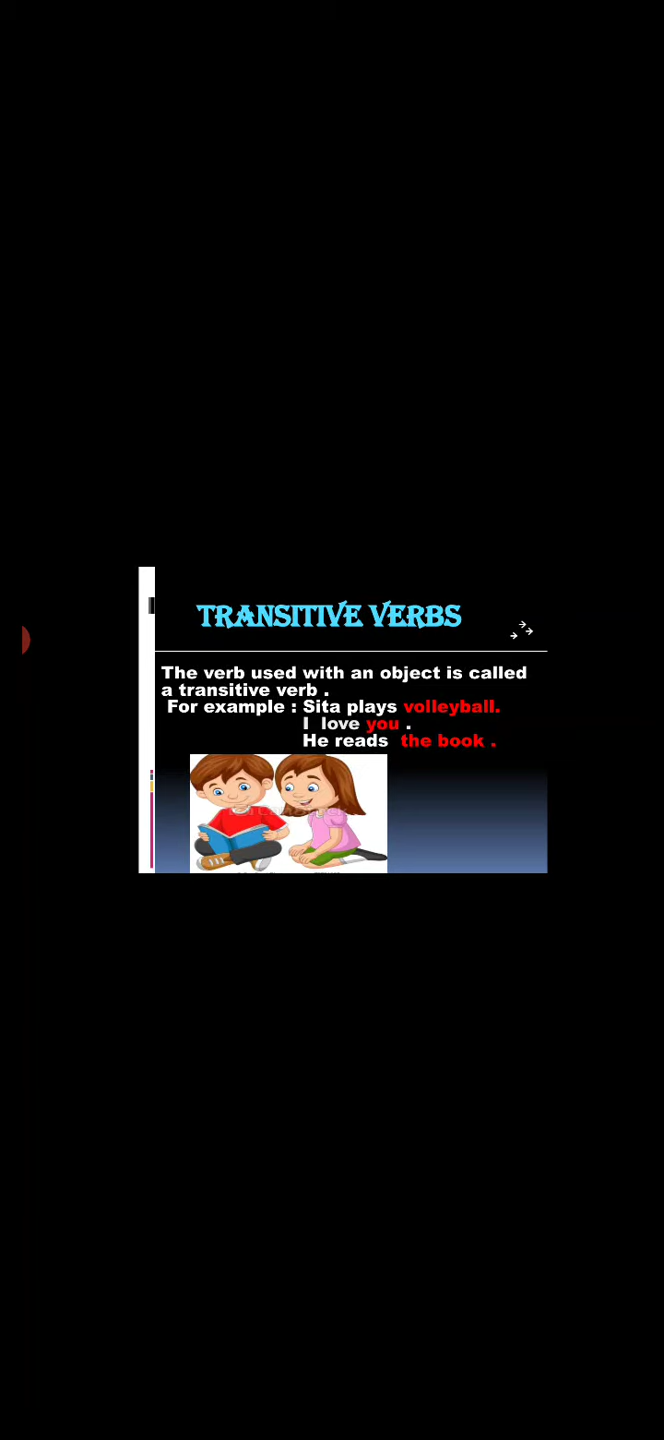 TRANSITIVE VERBS
The verb used with an object is called
a transitive verb .
For example : Sita plays volleyball.
I love you .
He reads the book .